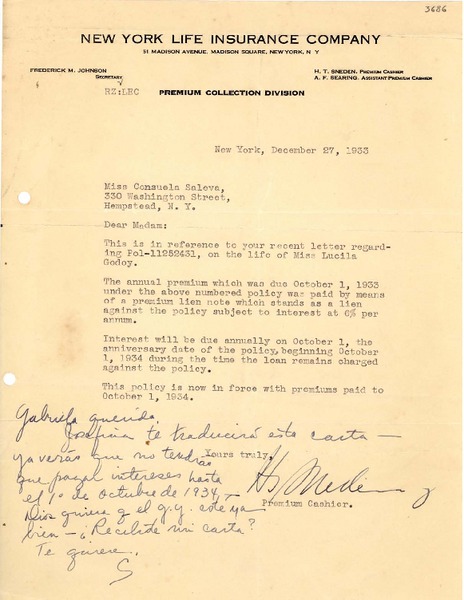 3686
NEW YORK LIFE INSURANCE COMPANY
51 MADISON AVENUE, MADISON SQUARE, NEW YORK, N Y
FREDERICK M. JOHNSON
SECRETARY
H. T. SNEDEN, PREMIUM CASHIER
A. F. SEARING, ASSISTANT PREMIUM CASHIER
RZ:LEC
PREMIUM COLLECTION DIVISION
New York, December 27, 1933
Miss Consuela Saleva,
330 Washington Street,
Hempstead, N. Y.
Dear Madam:
This is in reference to your recent letter regard-
ing Pol-11252431, on the life of Miss Lucila
Godoy.
The annual premium which was due October 1, 1933
under the above numbered policy was paid by means
of a premium lien note which stands as a lien
against the policy subject to interest at 6% per
annum.
Interest will be due annually on October 1, the
anniversary date of the policy, beginning October
1, 1934 during the time the loan remains charged
against the policy.
This policy is now in force with premiums paid to
October 1, 1934.
Yours truly,
Premium Cashier.
Gabriela querida,
Josefina te traducirá esta carta —
ya verás que no tendrás
que pagar intereses hasta
el 1º de Octubre de 1934, —
Dios quiera q el g.g. esté ya
bien — ¿Recibiste mi carta?
Te quiere,